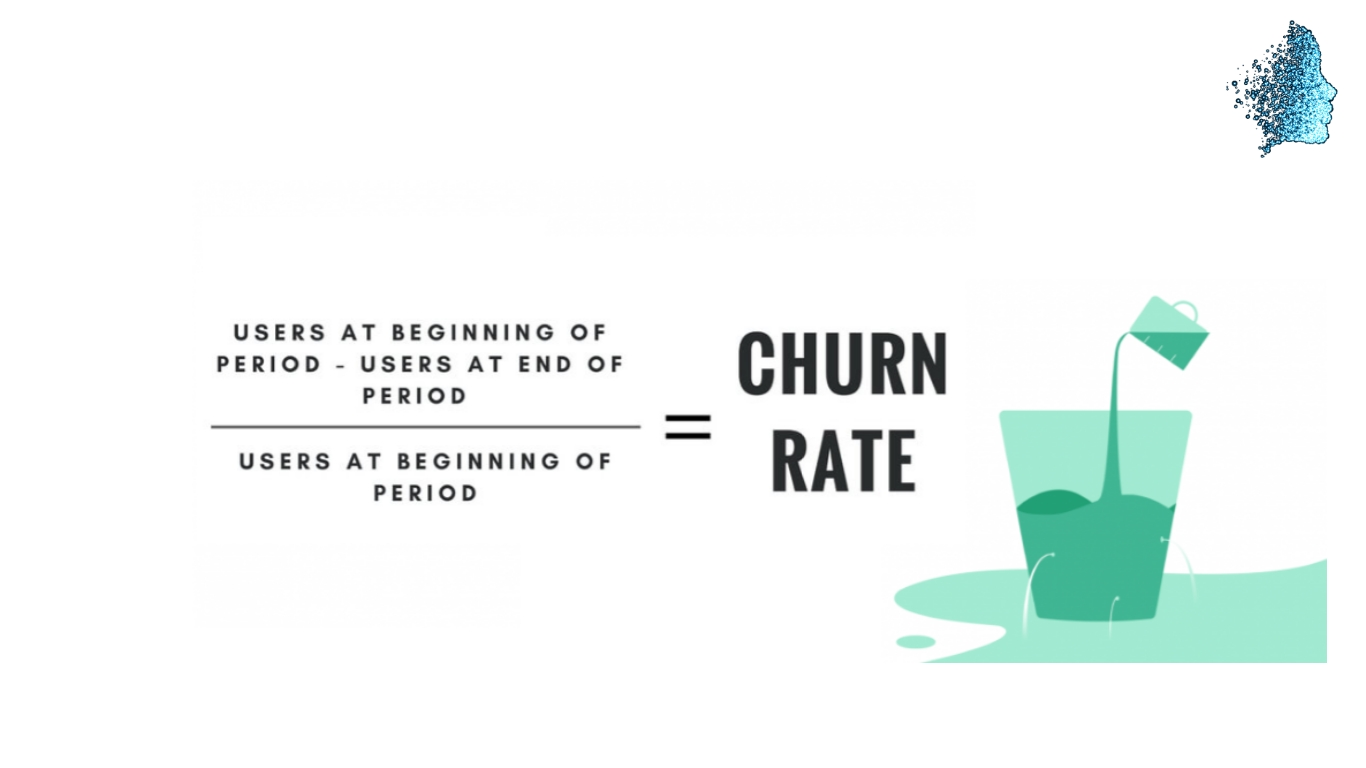 USERS AT BEGINNING OF
PERIOD - USERS AT END OF
PERIOD
USERS AT BEGINNING OF
PERIOD
=
CHURN
RATE